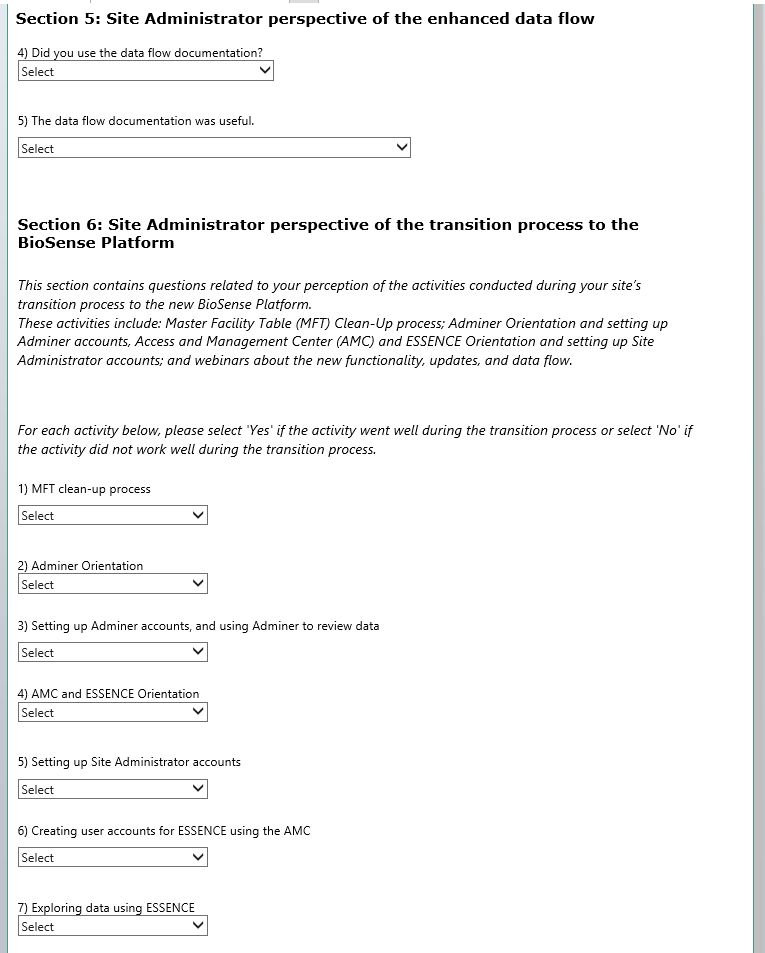 Section 5: Site Administrator perspective of the enhanced data flow
4) Did you use the data flow documentation?
Select
5) The data flow documentation was useful.
Select
Section 6: Site Administrator perspective of the transition process to the
BioSense Platform
This section contains questions related to your perception of the activities conducted during your site's
transition process to the new BioSense Platform.
These activities include: Master Facility Table (MFT) Clean-Up process; Adminer Orientation and setting up
Adminer accounts, Access and Management Center (AMC) and ESSENCE Orientation and setting up Site
Administrator accounts; and webinars about the new functionality, updates, and data flow.
For each activity below, please select 'Yes' if the activity went well during the transition process or select 'No' if
the activity did not work well during the transition process.
1) MFT clean-up process
Select
2) Adminer Orientation
Select
3) Setting up Adminer accounts, and using Adminer to review data
Select
4) AMC and ESSENCE Orientation
Select
5) Setting up Site Administrator accounts
Select
6) Creating user accounts for ESSENCE using the AMC
Select
7) Exploring data using ESSENCE
Select